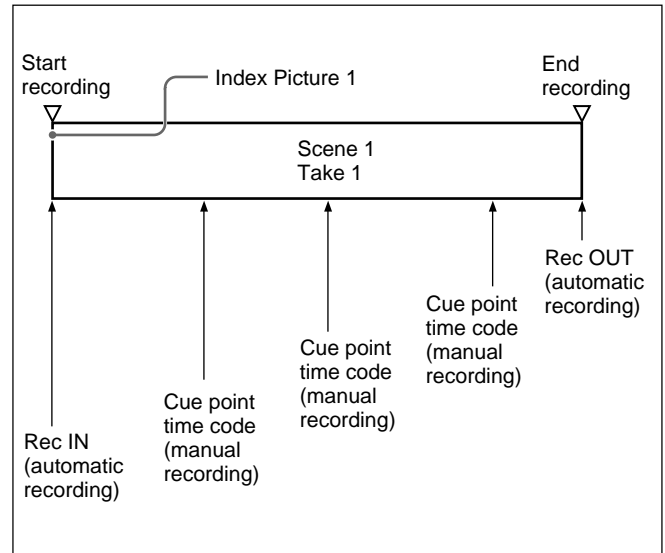 Start
recording
Index Picture 1
End
recording
Scene 1
Take 1
Rec IN
(automatic
recording)
Cue point
time code
(manual
recording)
Cue point
time code
(manual
recording)
Cue point
time code
(manual
recording)
Rec OUT
(automatic
recording)